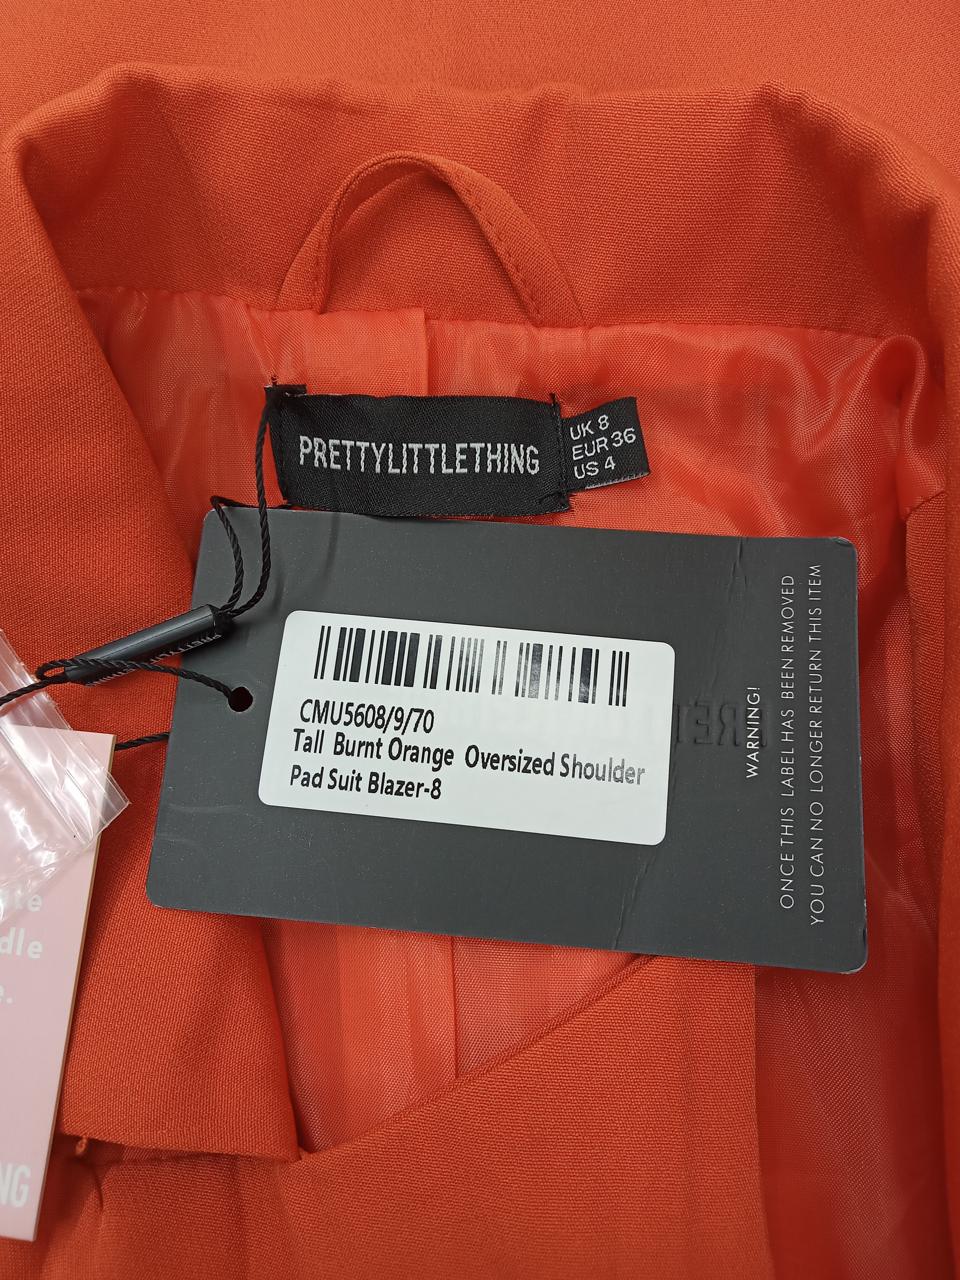 PRETTYLITTLETHING
UK 8
EUR 36
US 4
CMU5608/9/70
Tall Burnt Orange Oversized Shoulder
Pad Suit Blazer-8
WARNING!
ONCE THIS LABEL HAS BEEN REMOVED
YOU CAN NO LONGER RETURN THIS ITEM